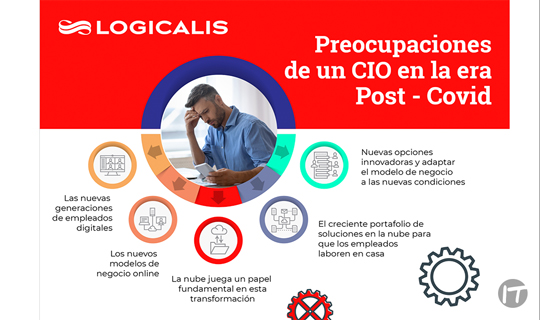 LOGICALIS
Preocupaciones
de un CIO en la era
Post - Covid
Nuevas opciones
innovadoras y adaptar
el modelo de negocio
a las nuevas condiciones
Las nuevas
generaciones
de empleados
digitales
El creciente portafolio de
soluciones en la nube para
que los empleados
laboren en casa
Los nuevos
modelos de
negocio online
La nube juega un papel
fundamental en esta
transformación
IT